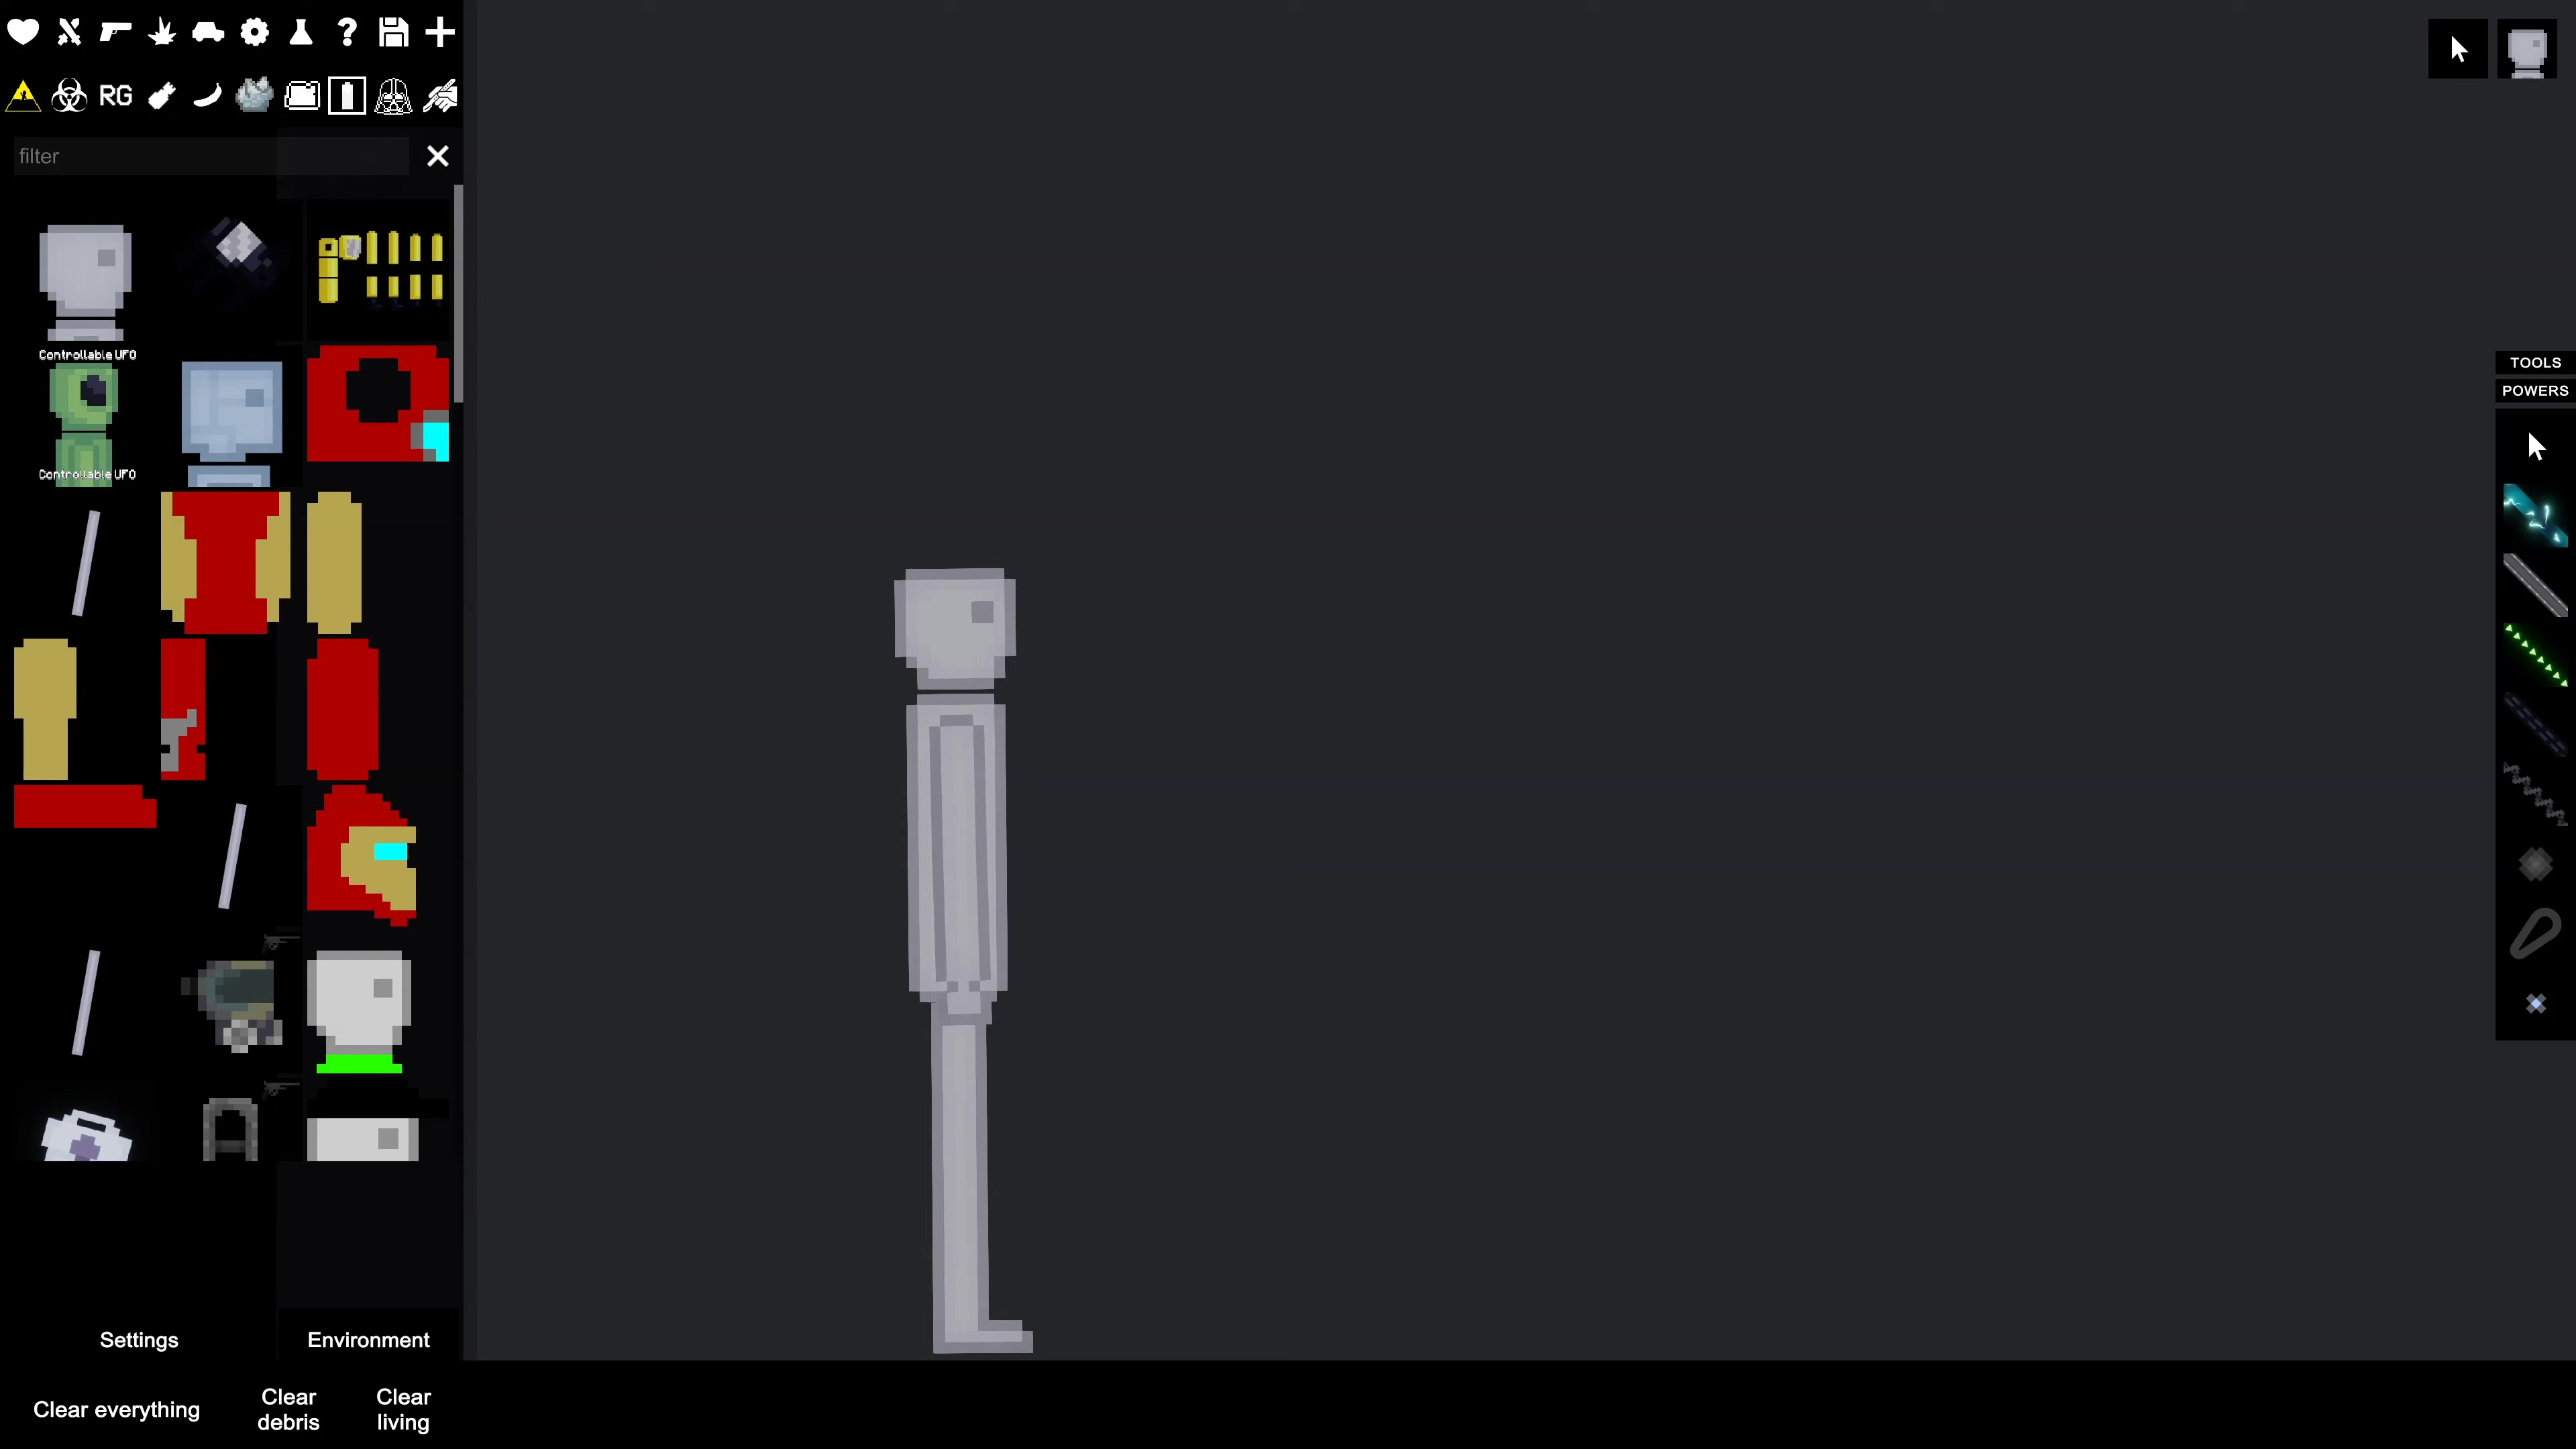 RG
filter
Controllable UFO
Controllable UFO
TOOLS
POWERS
Settings
Environment
Clear everything
Clear
debris
Clear
living